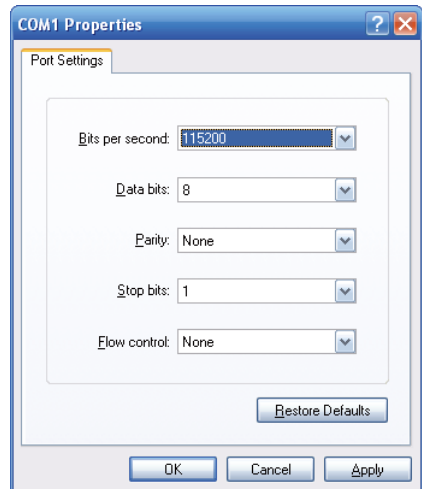 COM1 Properties
Port Settings
Bits per second: 115200
Data bits: 8
Parity: None
Stop bits: 1
Flow control: None
Restore Defaults
OK Cancel Apply